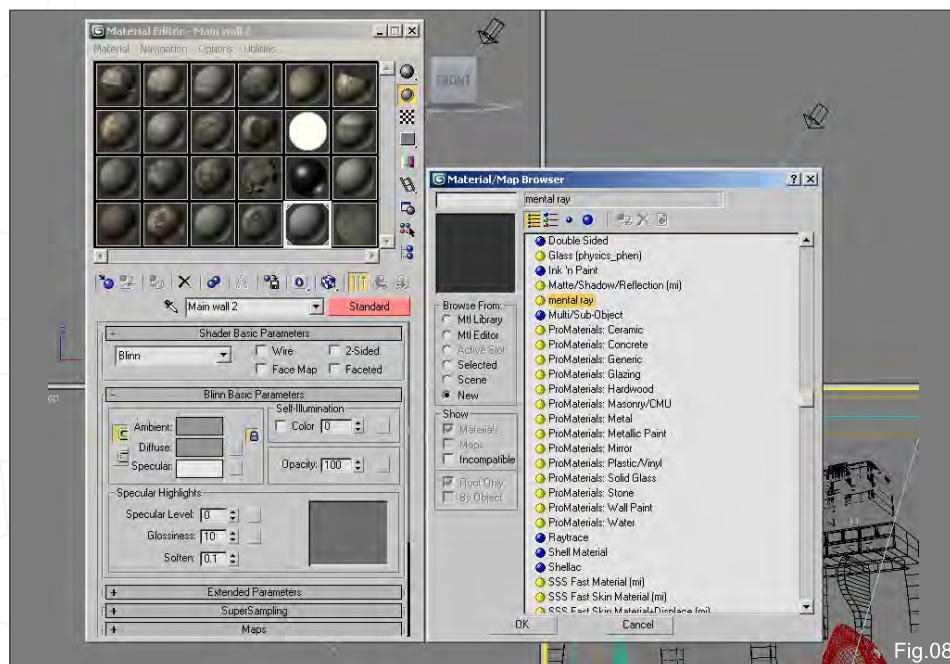 Material Editor - Main wall 2
Material Navigation Options Utilities
FRONT
Material/Map Browser
mental ray
Double Sided
Glass (physics_phen)
Ink 'n Paint
Matte/Shadow/Reflection (mi)
mental ray
Multi/Sub-Object
ProMaterials: Ceramic
ProMaterials: Concrete
ProMaterials: Generic
ProMaterials: Glazing
ProMaterials: Hardwood
ProMaterials: Masonry/CMU
ProMaterials: Metal
ProMaterials: Metallic Paint
ProMaterials: Mirror
ProMaterials: Plastic/Vinyl
ProMaterials: Solid Glass
ProMaterials: Stone
ProMaterials: Wall Paint
ProMaterials: Water
Raytrace
Shell Material
Shellac
SSS Fast Material (mi)
SSS Fast Skin Material (mi)
SSS Fast Skin Material+Displace (mi)
Browse From:
Mtl Library
Mtl Editor
Active Slot
Selected
Scene
New
Show
Materials
Maps
Incompatible
Root Only
By Object
OK Cancel
Main wall 2 Standard
- Shader Basic Parameters
Blinn Wire 2-Sided
Face Map Faceted
- Blinn Basic Parameters
Self-Illumination
Ambient: Color 0
Diffuse:
Specular: Opacity: 100
Specular Highlights
Specular Level: 0
Glossiness: 10
Soften: 0.1
+ Extended Parameters
+ SuperSampling
+ Maps
z
Fig.08